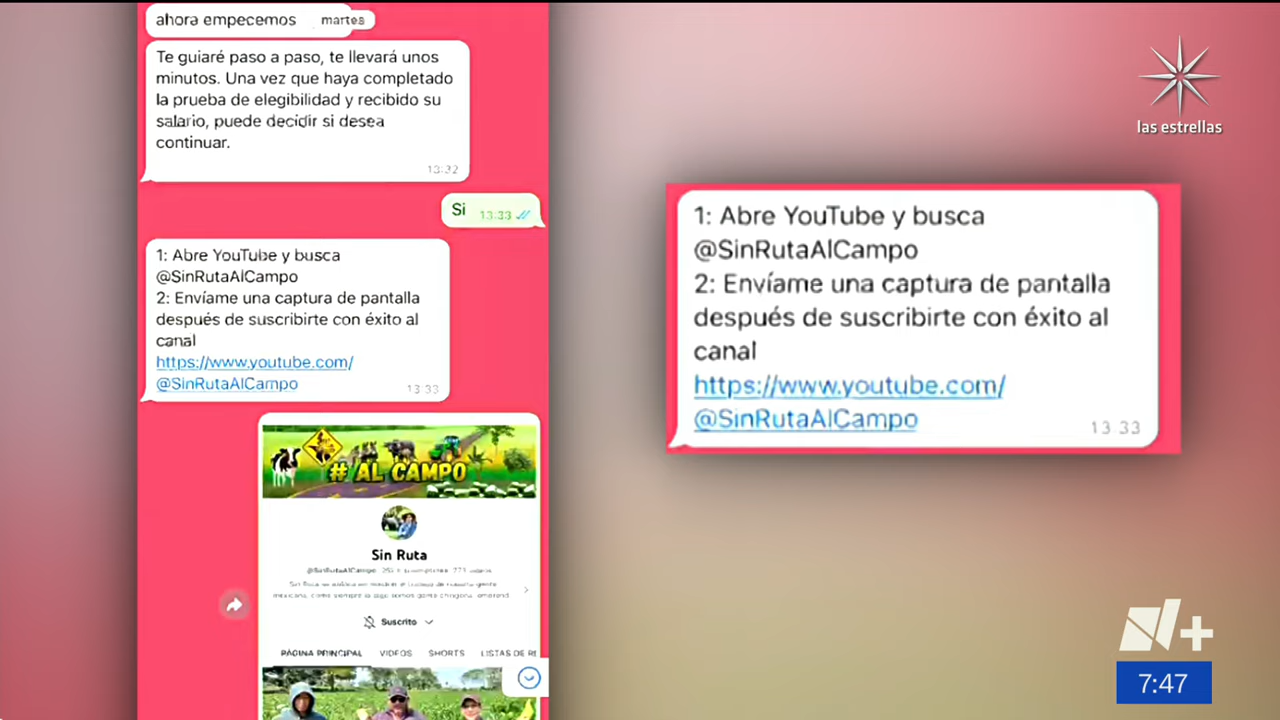 ahora empecemos
martes
Te guiaré paso a paso, te llevará unos
minutos. Una vez que haya completado
la prueba de elegibilidad y recibido su
salario, puede decidir si desea
continuar.
13:32
Si
13:33
1: Abre YouTube y busca
@SinRutaAlCampo
2: Envíame una captura de pantalla
después de suscribirte con éxito al
canal
https://www.youtube.com/
@SinRutaAlCampo
13:33
# AL CAMPO
Sin Ruta
@SinRutaAlCampo
Suscrito
PÁGINA PRINCIPAL VIDEOS SHORTS LISTAS DE RE
1: Abre YouTube y busca
@SinRutaAlCampo
2: Envíame una captura de pantalla
después de suscribirte con éxito al
canal
https://www.youtube.com/
@SinRutaAlCampo
13:33
las estrellas
N+
7:47